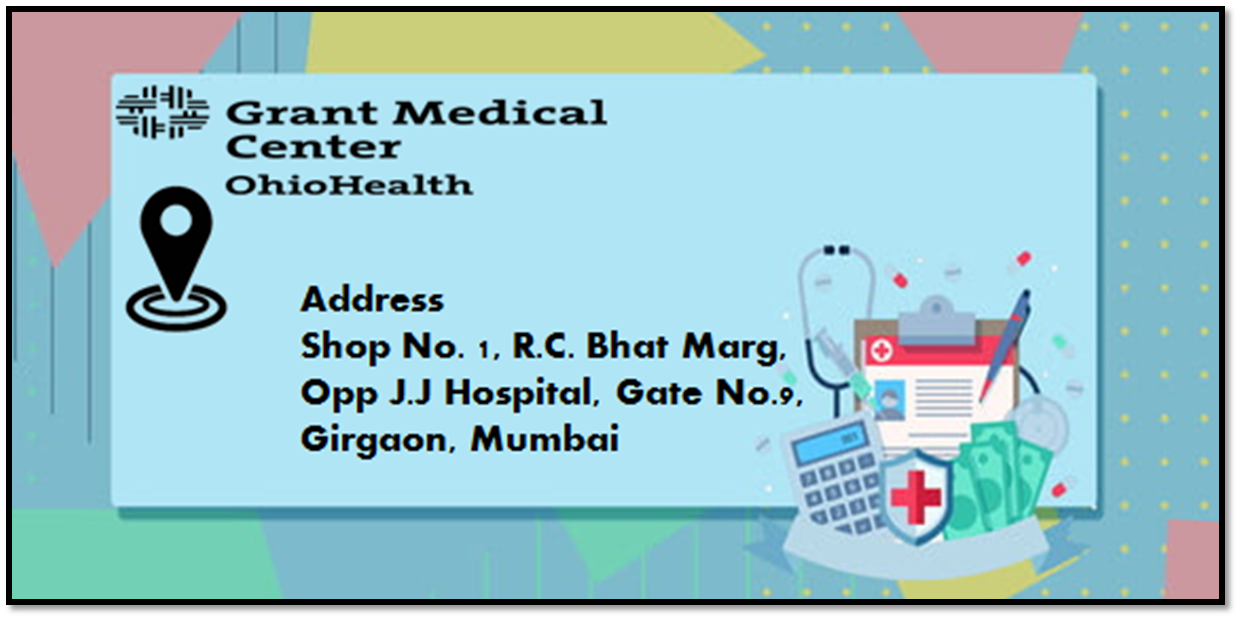 Grant Medical
Center
OhioHealth
Address
Shop No. 1, R.C. Bhat Marg,
Opp J.J Hospital, Gate No.9,
Girgaon, Mumbai